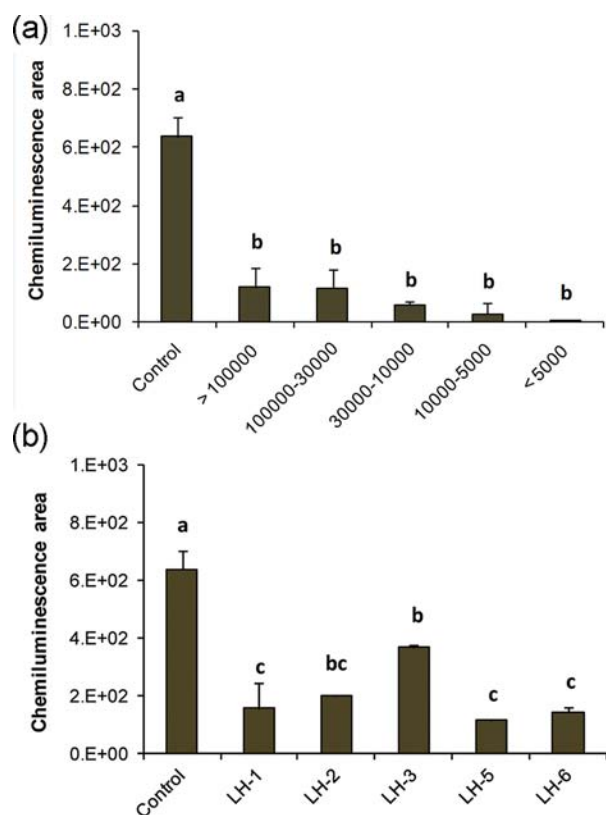 (a)
Chemiluminescence area
1.E+03
8.E+02
6.E+02
4.E+02
2.E+02
0.E+00
a
b
b
b
b
b
Control
> 100000
100000-30000
30000-10000
10000-5000
< 5000
(b)
Chemiluminescence area
1.E+03
8.E+02
6.E+02
4.E+02
2.E+02
0.E+00
a
c
bc
b
c
c
Control
LH-1
LH-2
LH-3
LH-5
LH-6